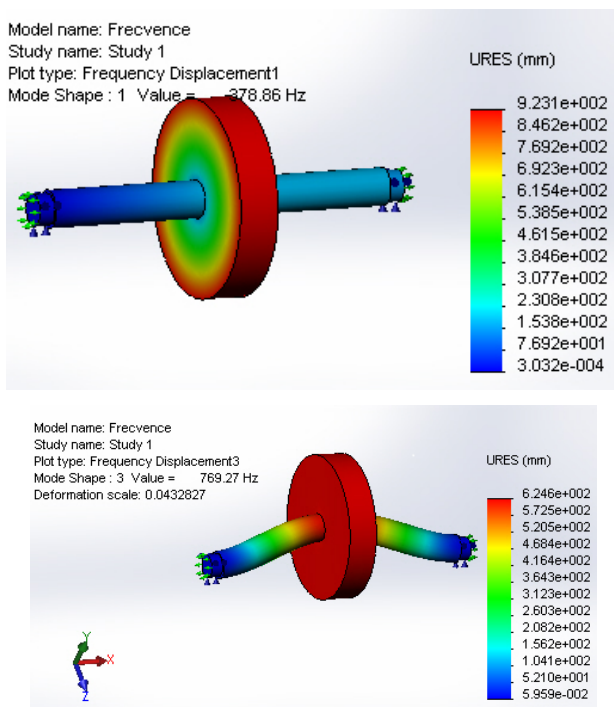 Model name: Frecvence
Study name: Study 1
Plot type: Frequency Displacement1
Mode Shape : 1 Value = 378.86 Hz
URES (mm)
9.231e+002
8.462e+002
7.692e+002
6.923e+002
6.154e+002
5.385e+002
4.615e+002
3.846e+002
3.077e+002
2.308e+002
1.538e+002
7.692e+001
3.032e-004
Model name: Frecvence
Study name: Study 1
Plot type: Frequency Displacement3
Mode Shape : 3 Value = 769.27 Hz
Deformation scale: 0.0432827
URES (mm)
6.246e+002
5.725e+002
5.205e+002
4.684e+002
4.164e+002
3.643e+002
3.123e+002
2.603e+002
2.082e+002
1.562e+002
1.041e+002
5.210e+001
5.959e-002
Y
X
Z